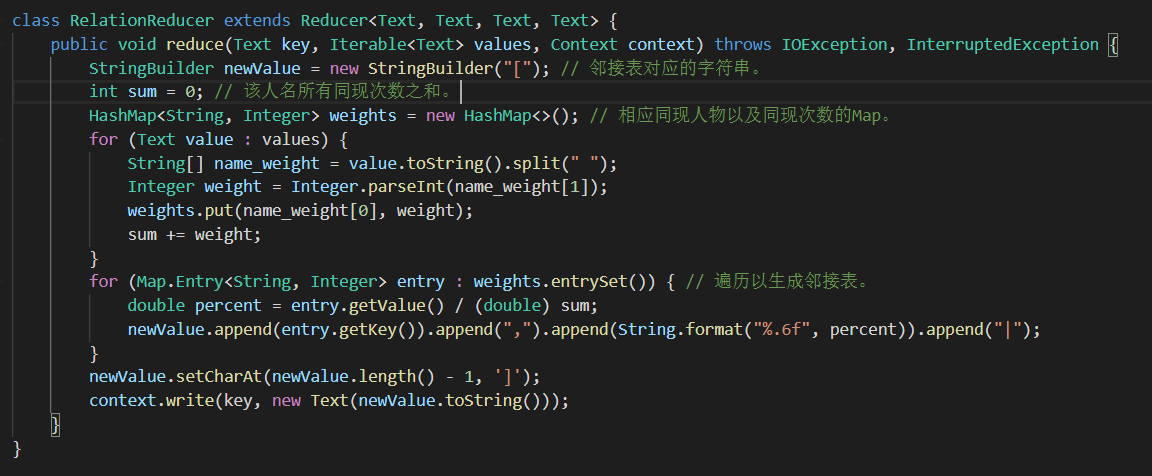 class RelationReducer extends Reducer<Text, Text, Text, Text> {
    public void reduce(Text key, Iterable<Text> values, Context context) throws IOException, InterruptedException {
        StringBuilder newValue = new StringBuilder("["); // 邻接表对应的字符串。
        int sum = 0; // 该人名所有同现次数之和。
        HashMap<String, Integer> weights = new HashMap<>(); // 相应同现人物以及同现次数的Map。
        for (Text value : values) {
            String[] name_weight = value.toString().split(" ");
            Integer weight = Integer.parseInt(name_weight[1]);
            weights.put(name_weight[0], weight);
            sum += weight;
        }
        for (Map.Entry<String, Integer> entry : weights.entrySet()) { // 遍历以生成邻接表。
            double percent = entry.getValue() / (double) sum;
            newValue.append(entry.getKey()).append(",").append(String.format("%.6f", percent)).append("|");
        }
        newValue.setCharAt(newValue.length() - 1, ']');
        context.write(key, new Text(newValue.toString()));
    }
}